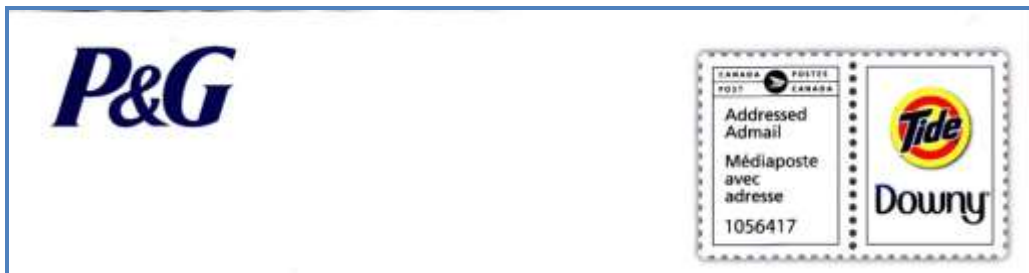 P&G
CANADA POSTES
POST CANADA
Addressed
Admail
Médiaposte
avec
adresse
1056417
Tide
Downy